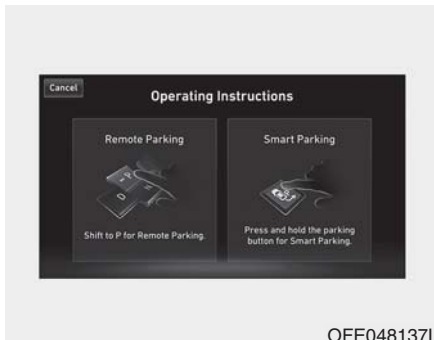 Cancel
Operating Instructions
Remote Parking
Smart Parking
P
R
D
Shift to P for Remote Parking.
Press and hold the parking
button for Smart Parking.
OFE048137L